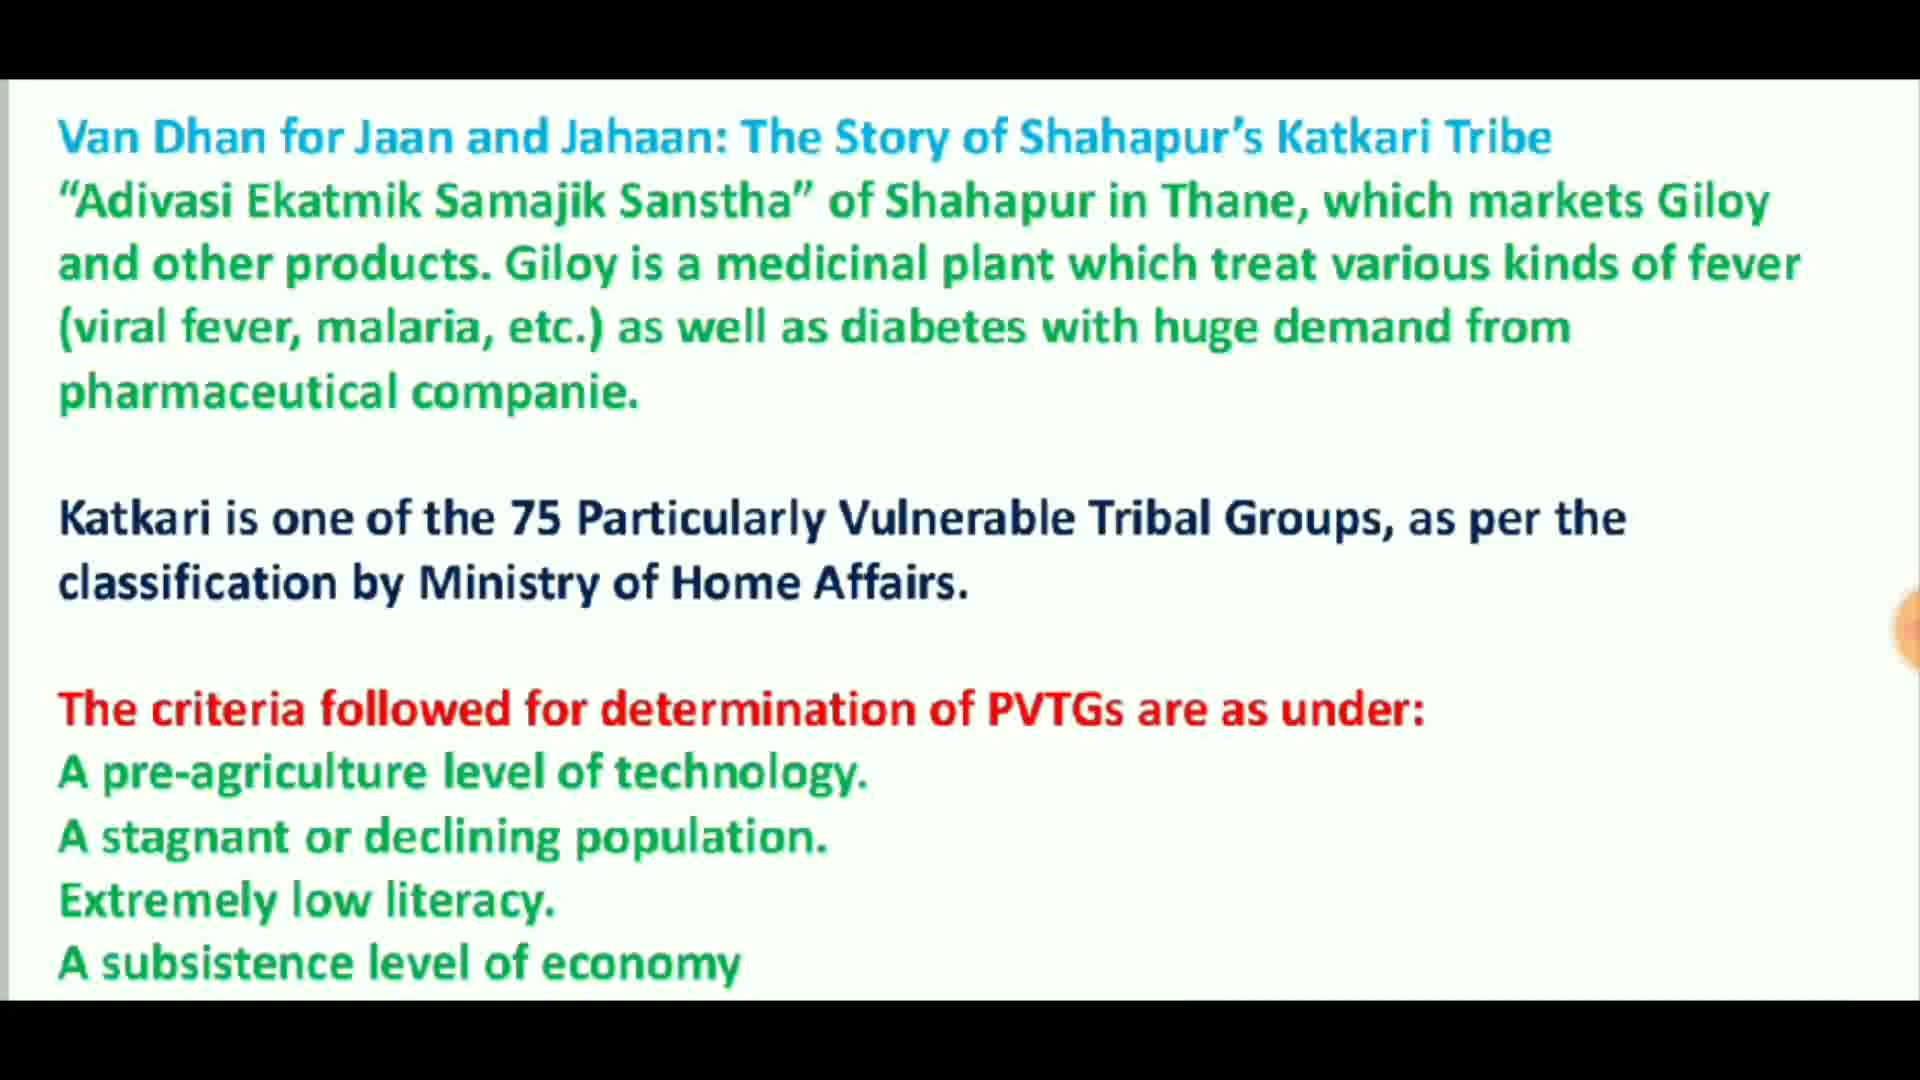 Van Dhan for Jaan and Jahaan: The Story of Shahapur’s Katkari Tribe
“Adivasi Ekatmik Samajik Sanstha” of Shahapur in Thane, which markets Giloy
and other products. Giloy is a medicinal plant which treat various kinds of fever
(viral fever, malaria, etc.) as well as diabetes with huge demand from
pharmaceutical companie.
Katkari is one of the 75 Particularly Vulnerable Tribal Groups, as per the
classification by Ministry of Home Affairs.
The criteria followed for determination of PVTGs are as under:
A pre-agriculture level of technology.
A stagnant or declining population.
Extremely low literacy.
A subsistence level of economy